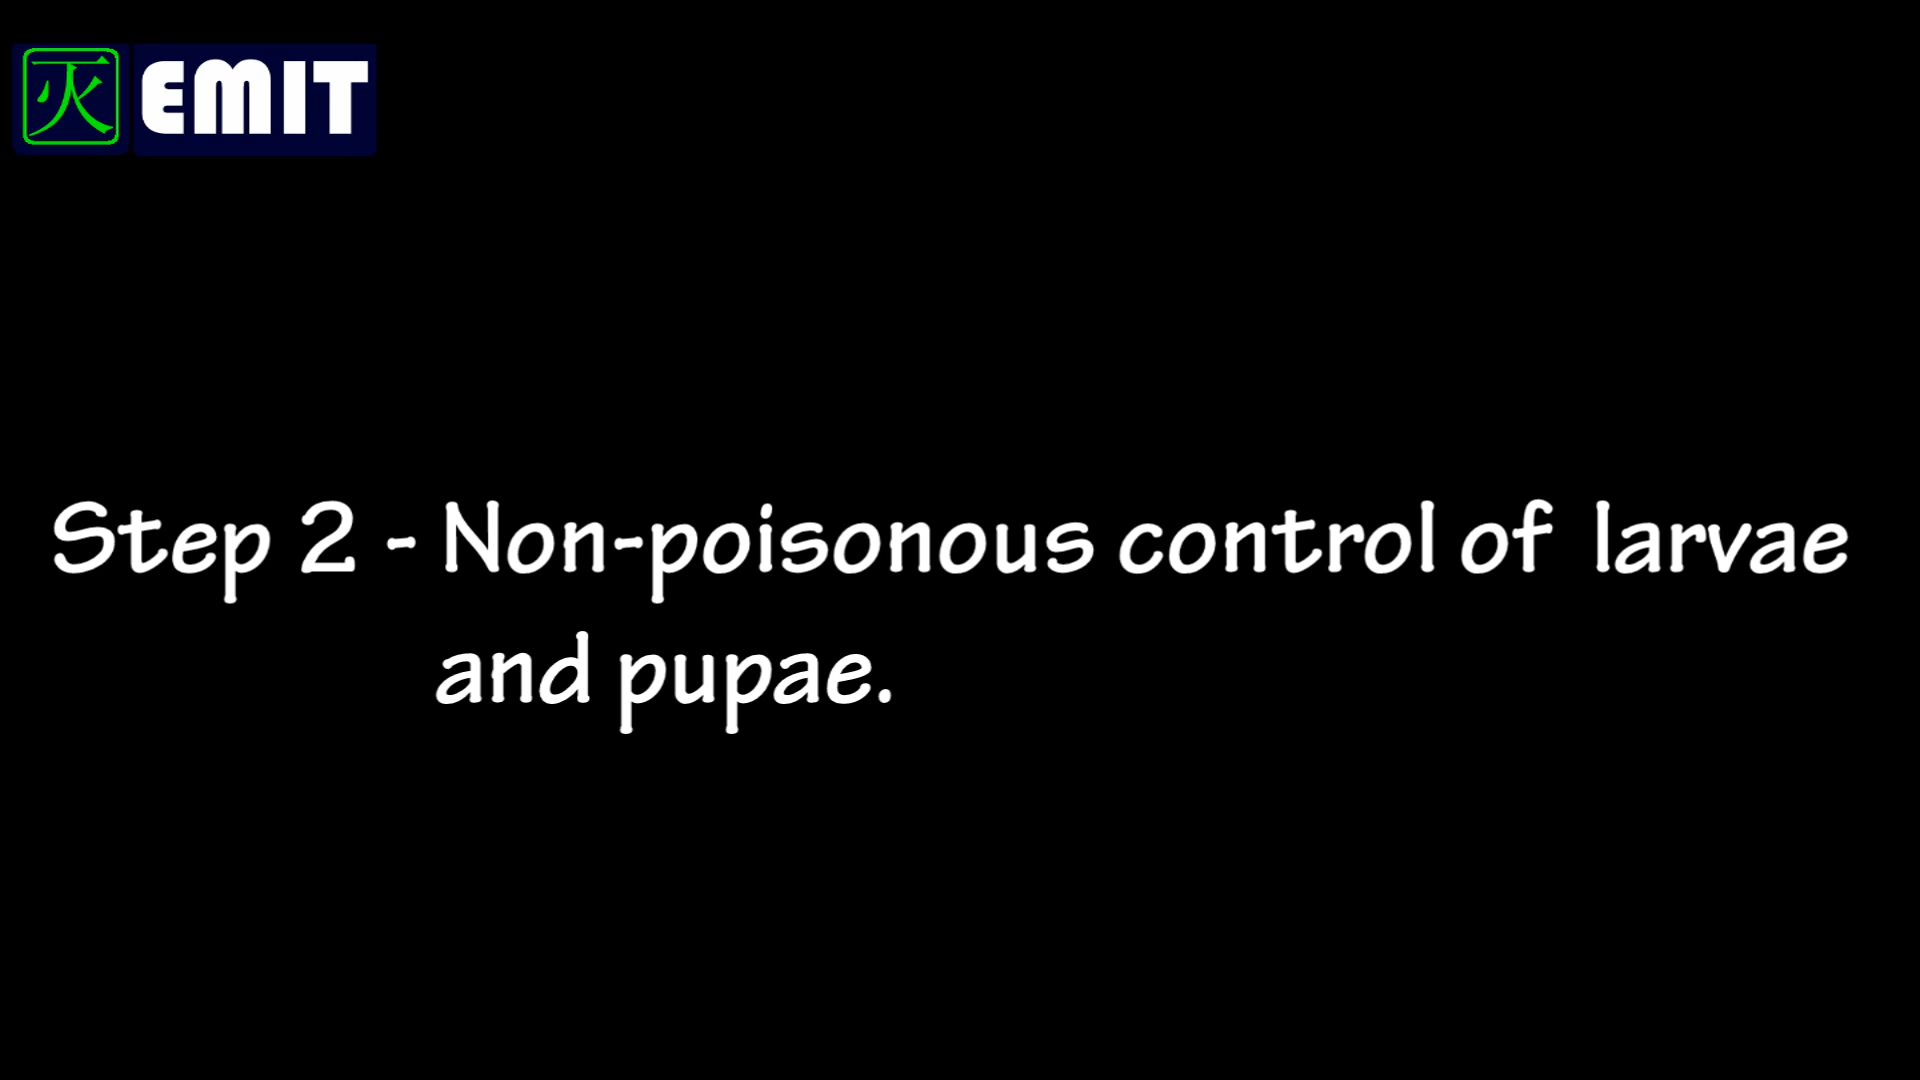 灭 EMIT
Step 2 - Non-poisonous control of larvae
and pupae.